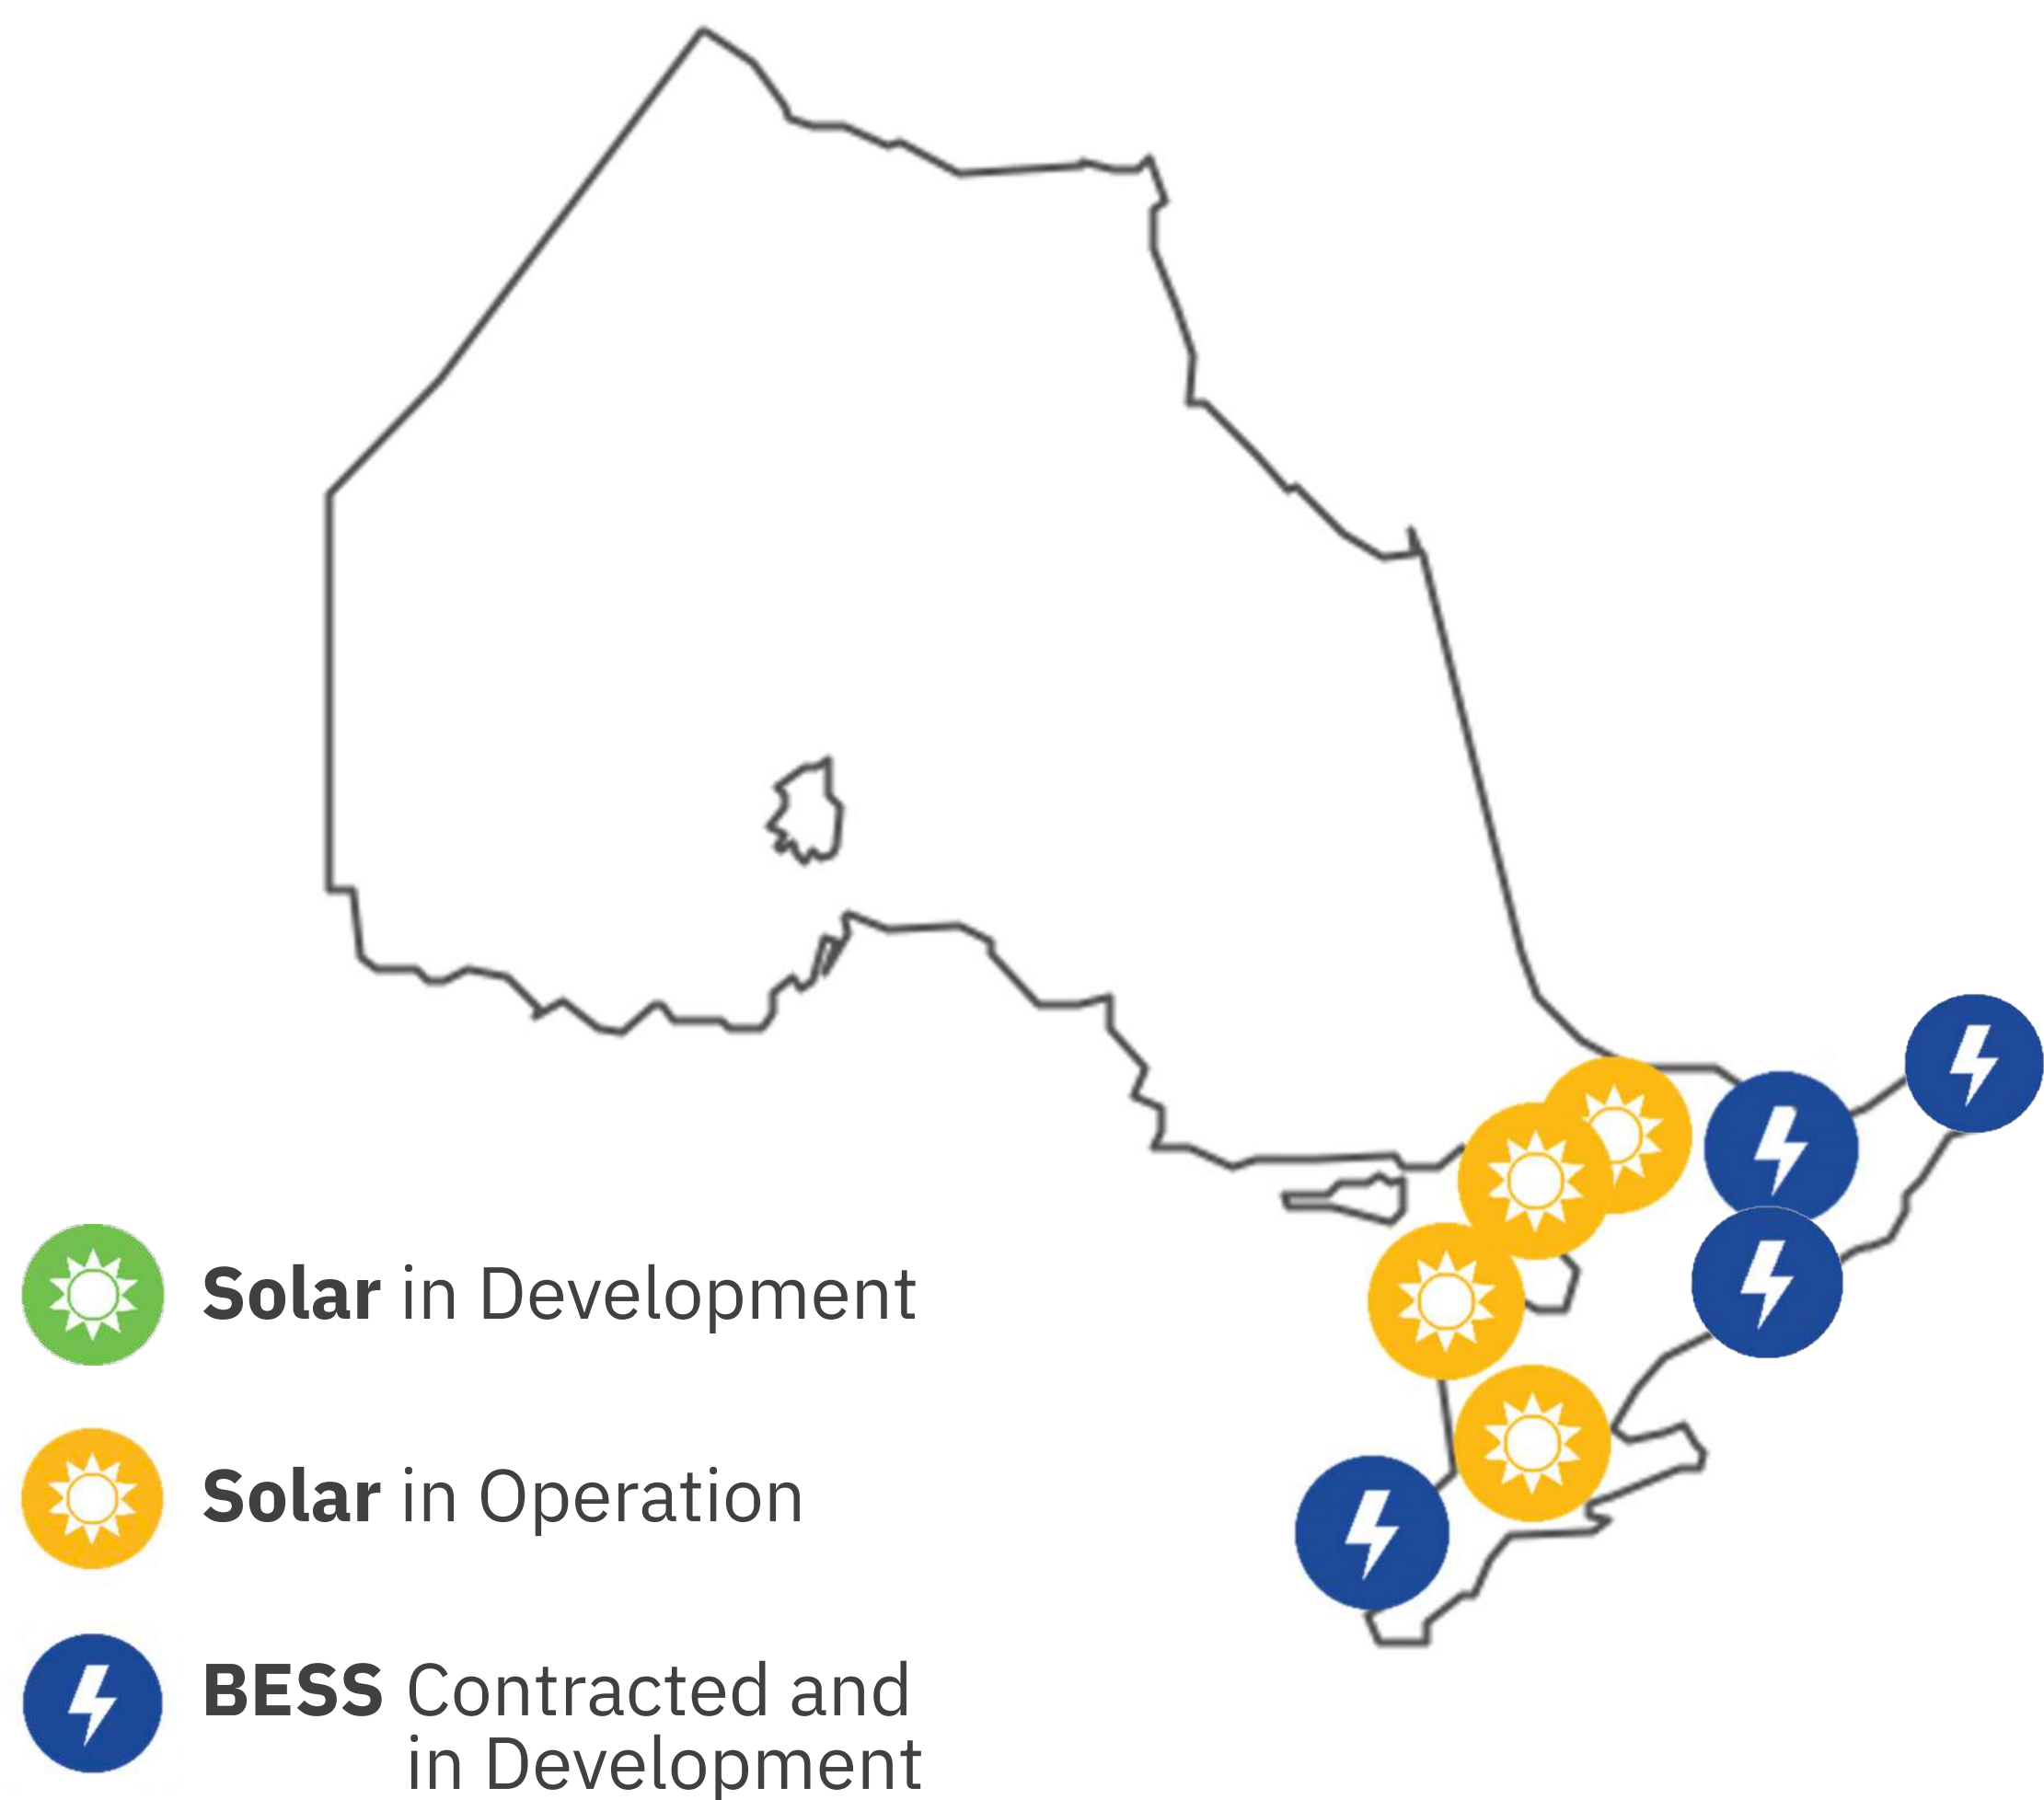 Solar in Development
Solar in Operation
BESS Contracted and
in Development